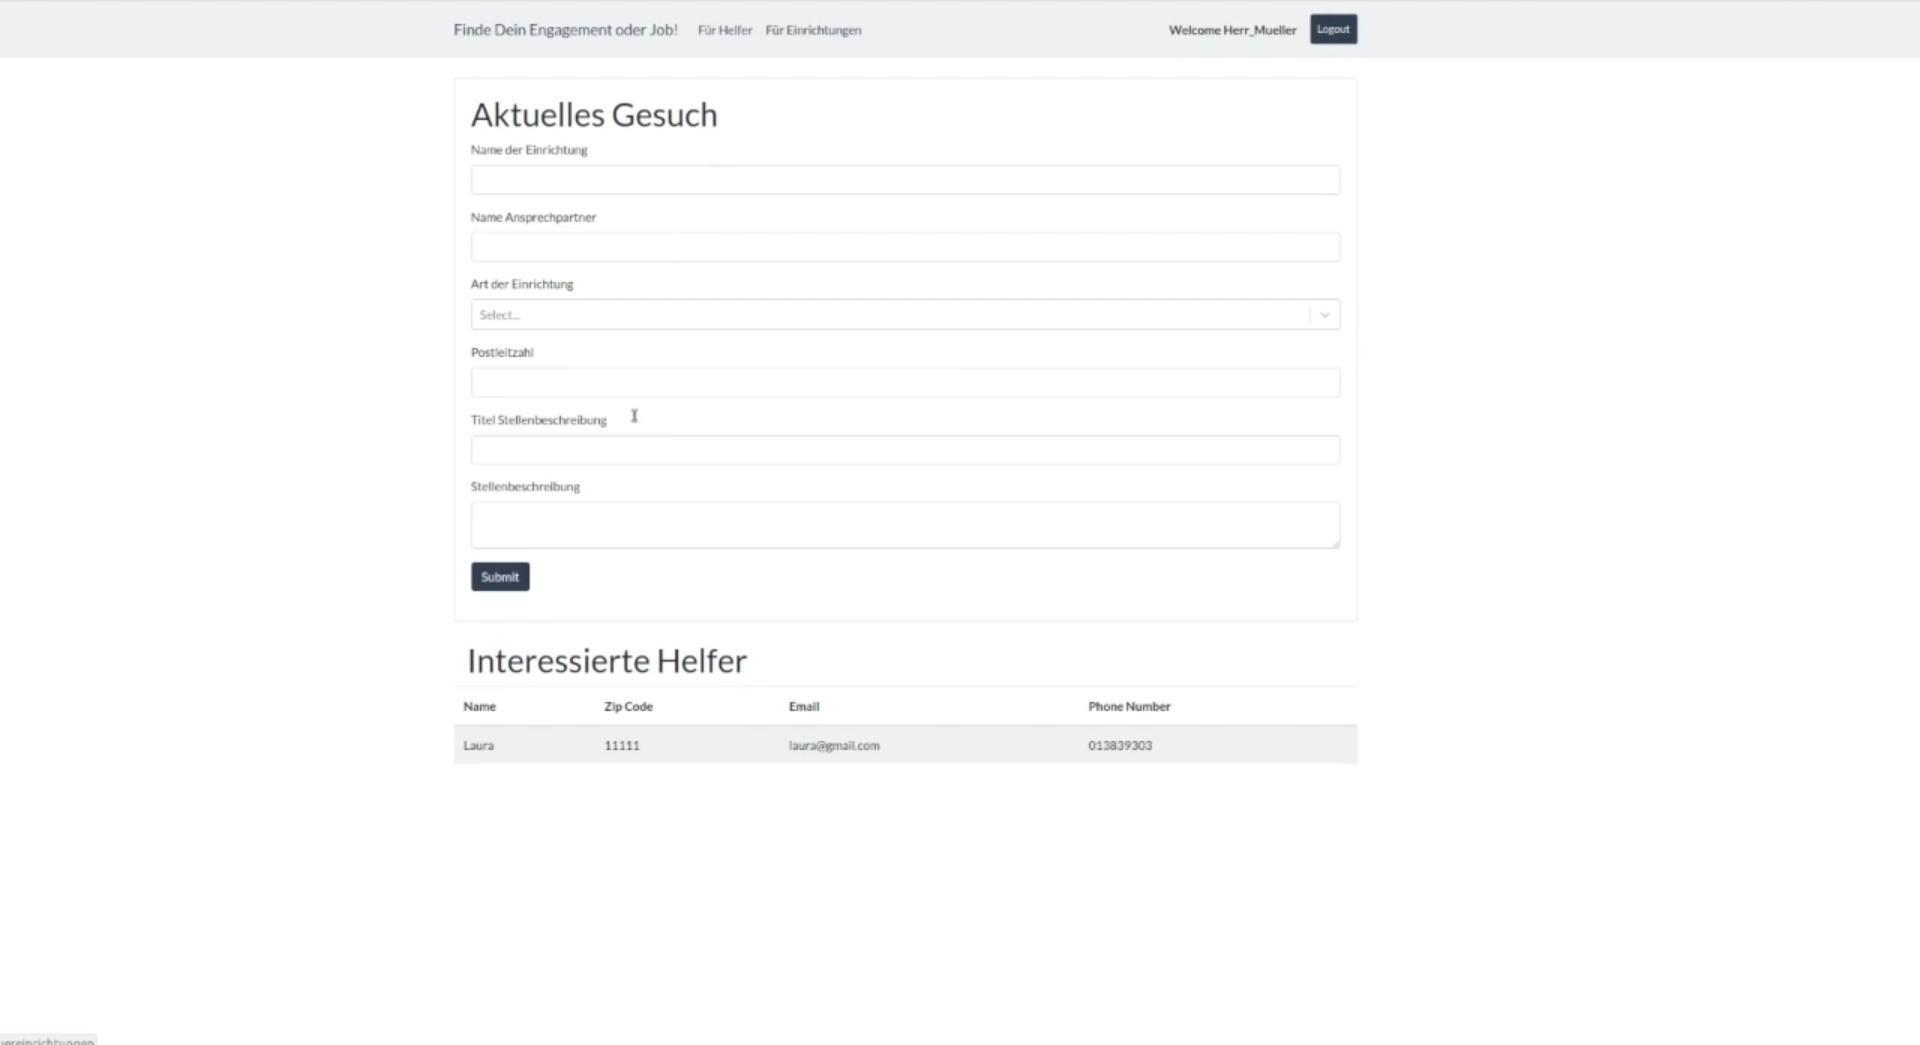 Finde Dein Engagement oder Job! Für Helfer Für Einrichtungen Welcome Herr_Mueller Logout
Aktuelles Gesuch
Name der Einrichtung
Name Ansprechpartner
Art der Einrichtung
Select...
Postleitzahl
Titel Stellenbeschreibung
Stellenbeschreibung
Submit
Interessierte Helfer
Name Zip Code Email Phone Number
Laura 11111 laura@gmail.com 013839303